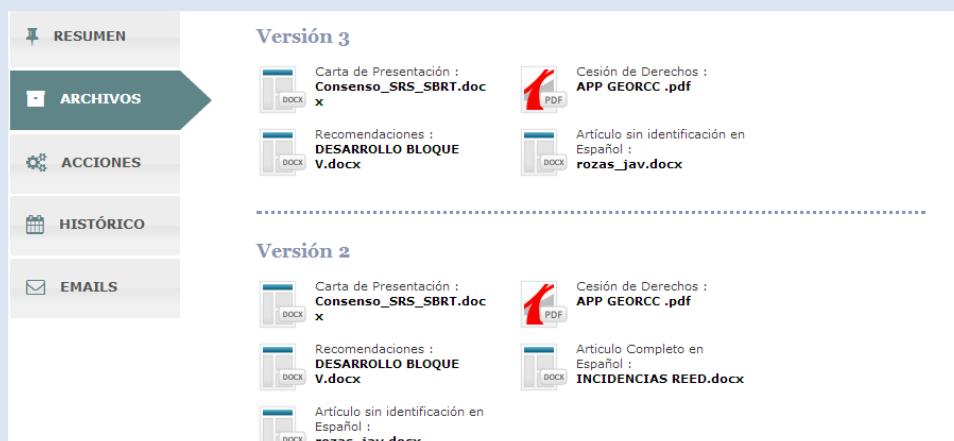 RESUMEN
ARCHIVOS
ACCIONES
HISTÓRICO
EMAILS
Versión 3
DOCX
Carta de Presentación :
Consenso_SRS_SBRT.doc
x
PDF
Cesión de Derechos :
APP GEORCC .pdf
DOCX
Recomendaciones :
DESARROLLO BLOQUE
V.docx
DOCX
Artículo sin identificación en
Español :
rozas_jav.docx
Versión 2
DOCX
Carta de Presentación :
Consenso_SRS_SBRT.doc
x
PDF
Cesión de Derechos :
APP GEORCC .pdf
DOCX
Recomendaciones :
DESARROLLO BLOQUE
V.docx
DOCX
Articulo Completo en
Español :
INCIDENCIAS REED.docx
DOCX
Artículo sin identificación en
Español :
rozas_jav.docx